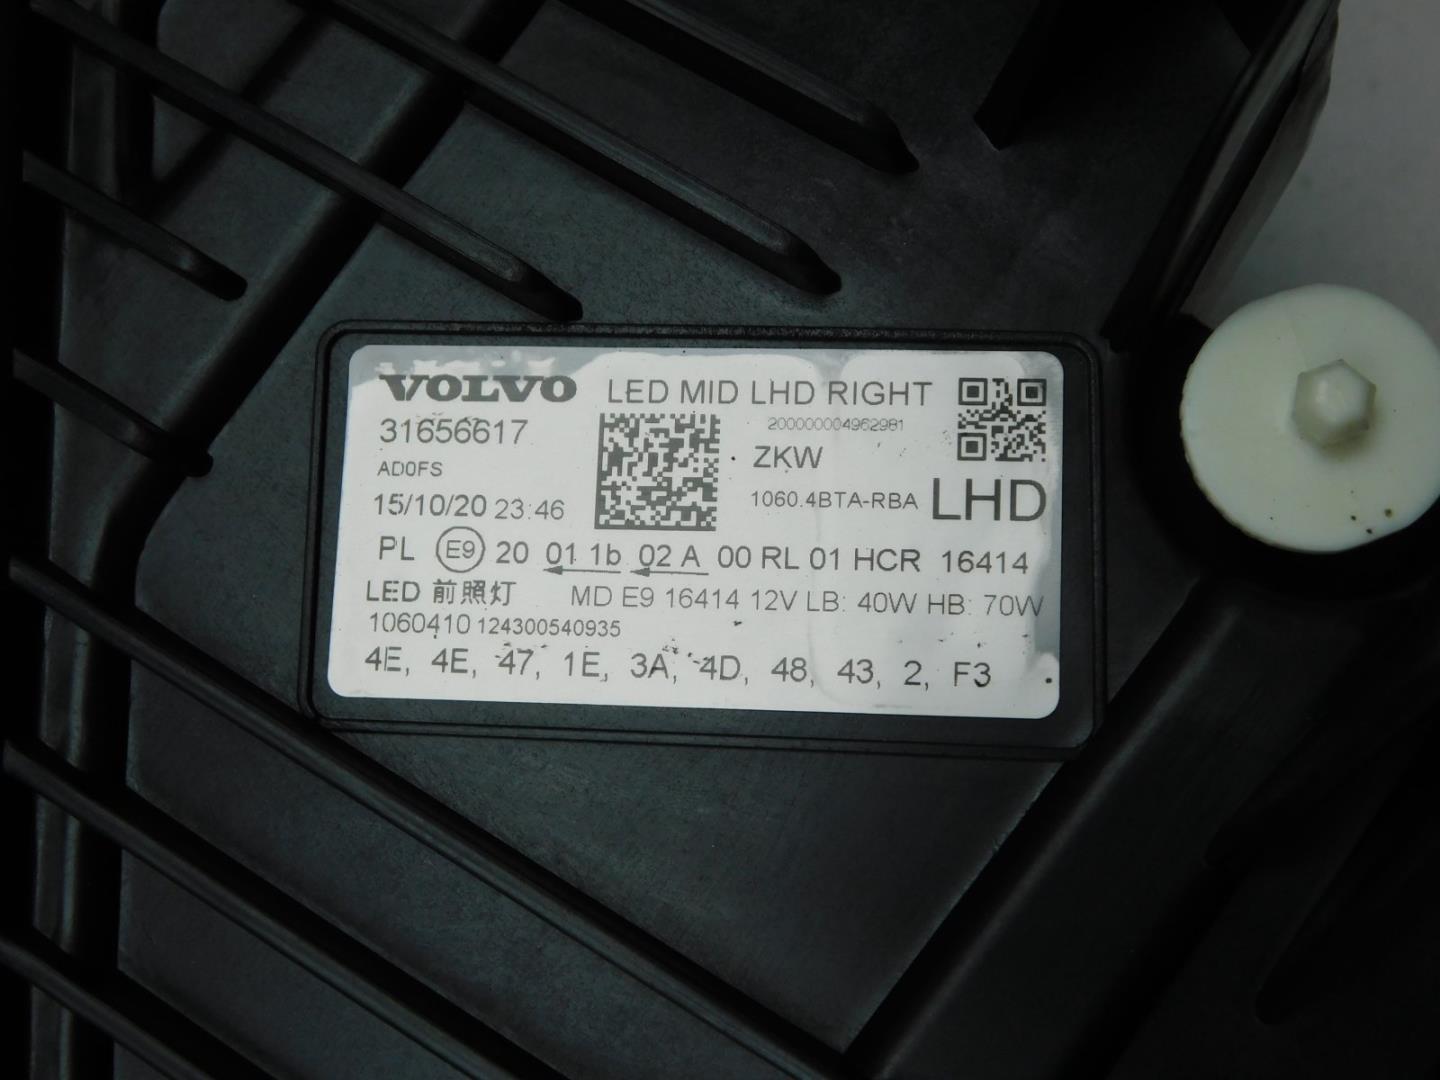 VOLVO LED MID LHD RIGHT
31656617 200000004962981
AD0FS ZKW
15/10/20 23:46 1060.4BTA-RBA LHD
PL E9 20 01 1b 02 A 00 RL 01 HCR 16414
LED 前照灯 MD E9 16414 12V LB: 40W HB: 70W
1060410 124300540935
4E, 4E, 47, 1E, 3A, 4D, 48, 43, 2, F3